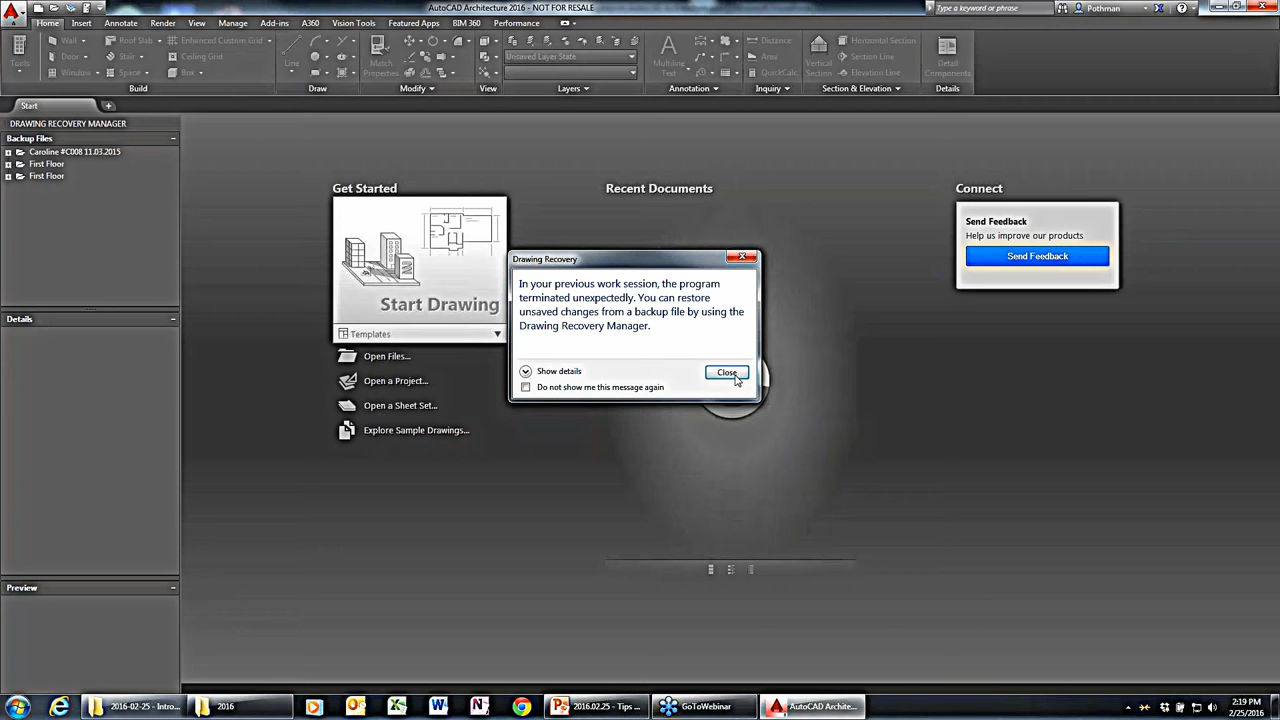 AutoCAD Architecture 2016 - NOT FOR RESALE
Type a keyword or phrase
Pothman
Home Insert Annotate Render View Manage Add-ins A360 Vision Tools Featured Apps BIM 360 Performance
Tools
Wall
Door
Window
Roof Slab
Stair
Space
Enhanced Custom Grid
Ceiling Grid
Box
Line
Match
Properties
Unsaved Layer State
Multiline
Text
Distance
Area
QuickCalc
Vertical
Section
Horizontal Section
Section Line
Elevation Line
Detail
Components
Build
Draw
Modify
View
Layers
Annotation
Inquiry
Section & Elevation
Details
Start
DRAWING RECOVERY MANAGER
Backup Files
Caroline #C008 11.03.2015
First Floor
First Floor
Details
Preview
Get Started
Start Drawing
Templates
Open Files...
Open a Project...
Open a Sheet Set...
Explore Sample Drawings...
Recent Documents
Connect
Send Feedback
Help us improve our products
Send Feedback
Drawing Recovery
In your previous work session, the program
terminated unexpectedly. You can restore
unsaved changes from a backup file by using the
Drawing Recovery Manager.
Show details
Close
Do not show me this message again
2016-02-25 - Intro...
2016
2016.02.25 - Tips ...
GoToWebinar
AutoCAD Archite...
2:19 PM
2/25/2016